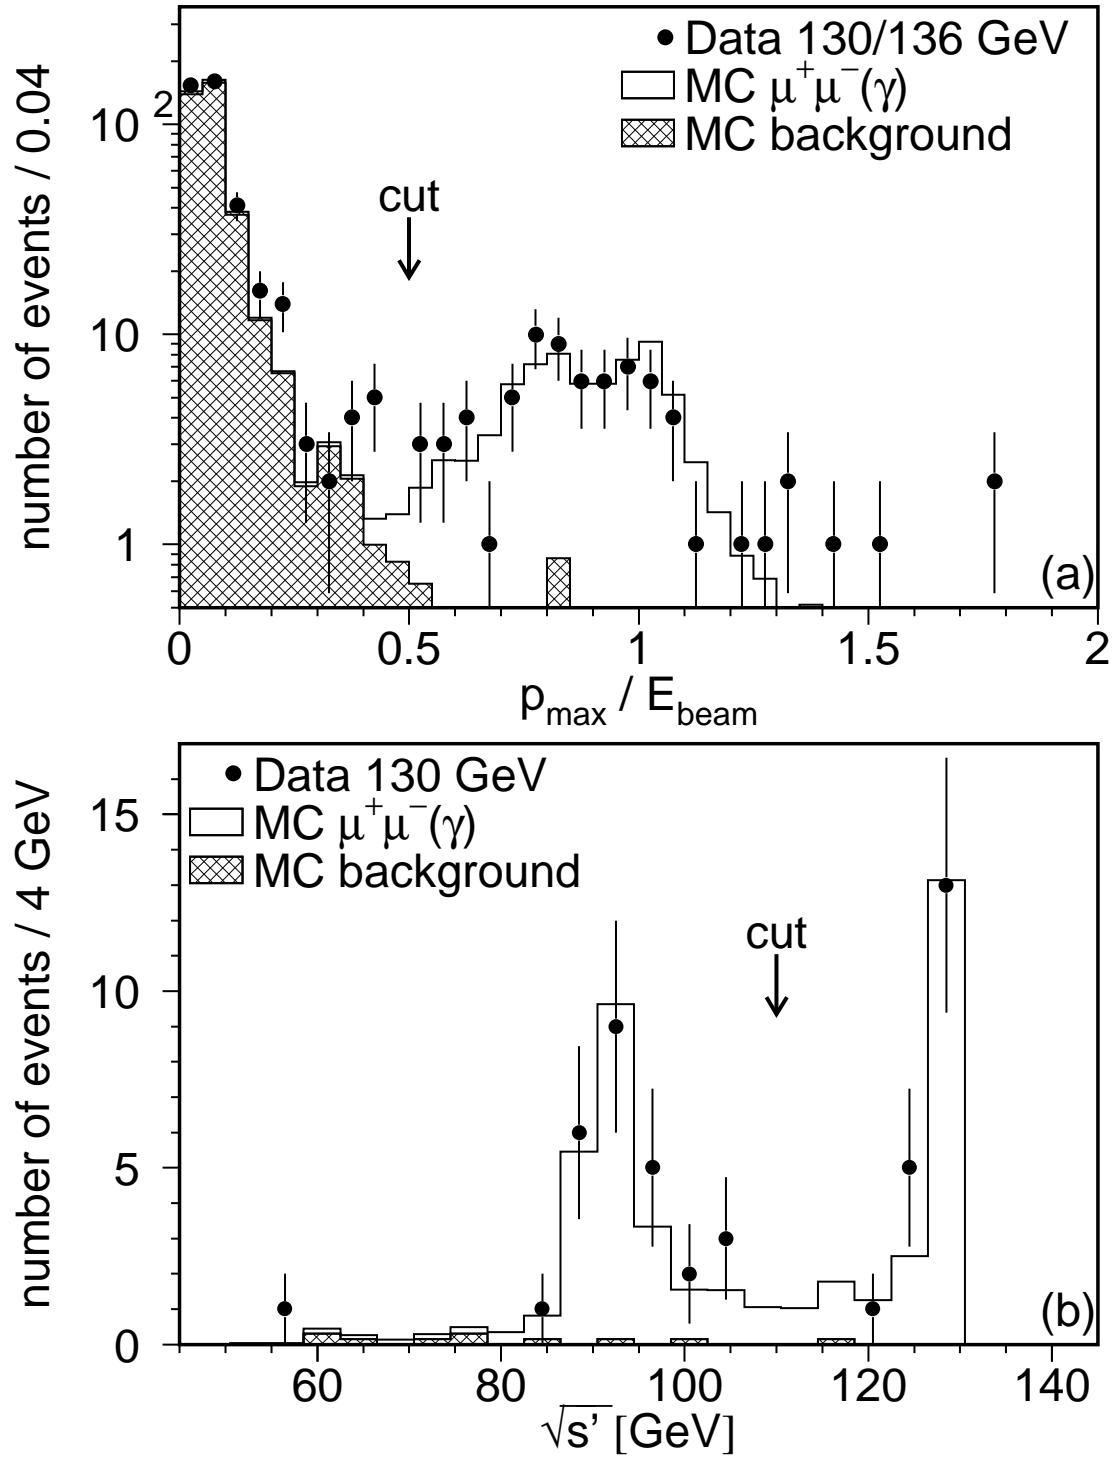 Data 130/136 GeV
MC μ⁺μ⁻(γ)
MC background
cut
number of events / 0.04
10²
10
1
(a)
0 0.5 1 1.5 2
p_max / E_beam
Data 130 GeV
MC μ⁺μ⁻(γ)
MC background
cut
number of events / 4 GeV
15
10
5
0
(b)
60 80 100 120 140
√s' [GeV]